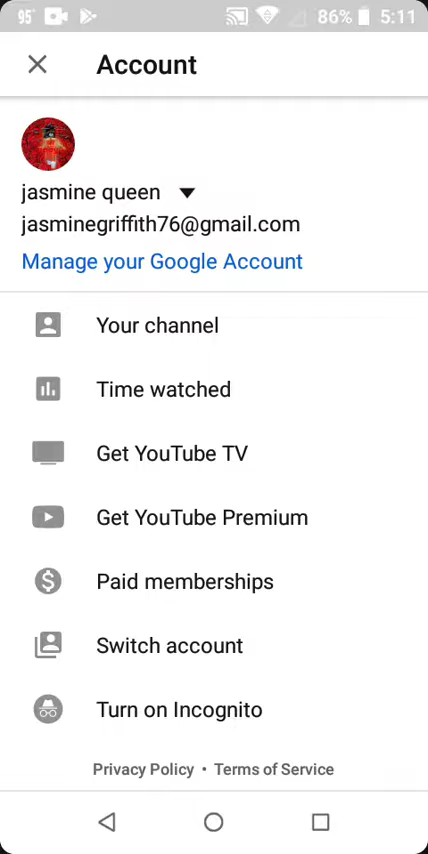 95° 86% 5:11
Account
jasmine queen
jasminegriffith76@gmail.com
Manage your Google Account
Your channel
Time watched
Get YouTube TV
Get YouTube Premium
Paid memberships
Switch account
Turn on Incognito
Privacy Policy • Terms of Service